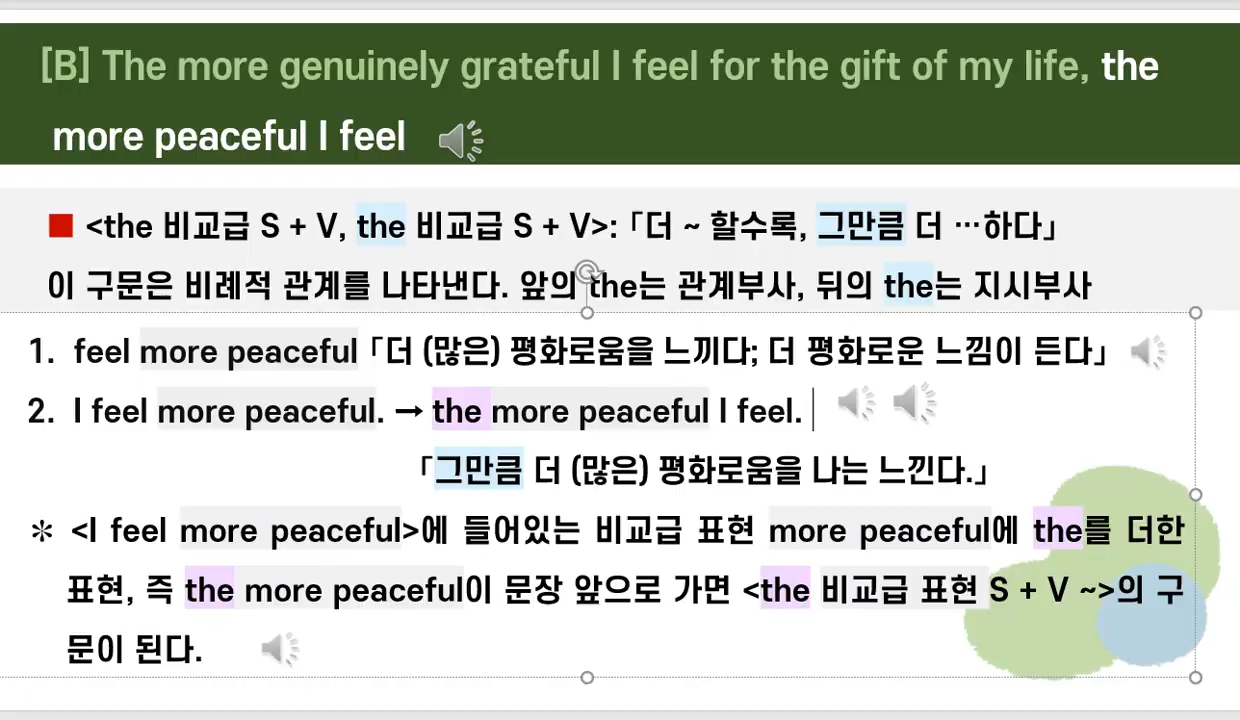 [B] The more genuinely grateful I feel for the gift of my life, the
more peaceful I feel
■ <the 비교급 S + V, the 비교급 S + V>: 「더 ~ 할수록, 그만큼 더 …하다」
이 구문은 비례적 관계를 나타낸다. 앞의 the는 관계부사, 뒤의 the는 지시부사
1. feel more peaceful 「더 (많은) 평화로움을 느끼다; 더 평화로운 느낌이 든다」
2. I feel more peaceful. → the more peaceful I feel.
「그만큼 더 (많은) 평화로움을 나는 느낀다.」
* <I feel more peaceful>에 들어있는 비교급 표현 more peaceful에 the를 더한
표현, 즉 the more peaceful이 문장 앞으로 가면 <the 비교급 표현 S + V ~>의 구
문이 된다.